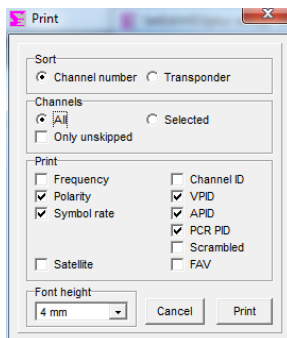 Print
Sort
Channel number Transponder
Channels
All Selected
Only unskipped
Print
Frequency Channel ID
Polarity VPID
Symbol rate APID
PCR PID
Scrambled
Satellite FAV
Font height
4 mm Cancel Print